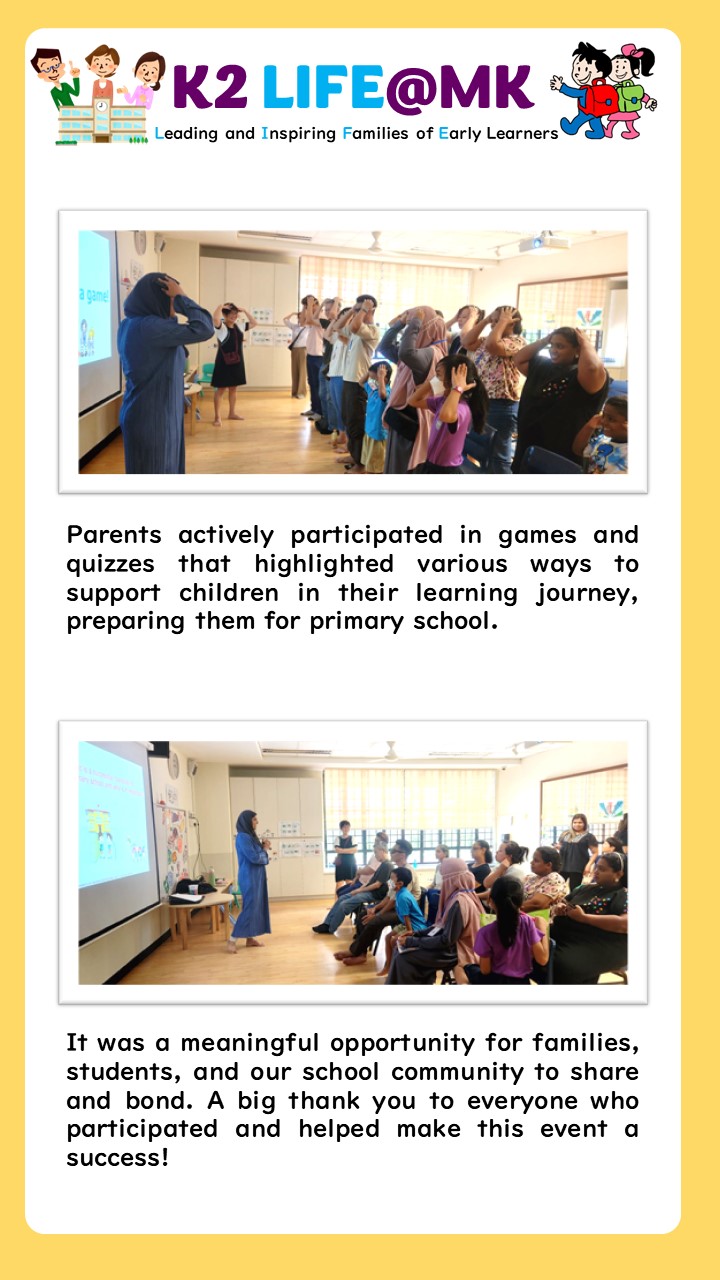 K2 LIFE@MK
Leading and Inspiring Families of Early Learners
a game!
Parents actively participated in games and
quizzes that highlighted various ways to
support children in their learning journey,
preparing them for primary school.
It was a meaningful opportunity for families,
students, and our school community to share
and bond. A big thank you to everyone who
participated and helped make this event a
success!